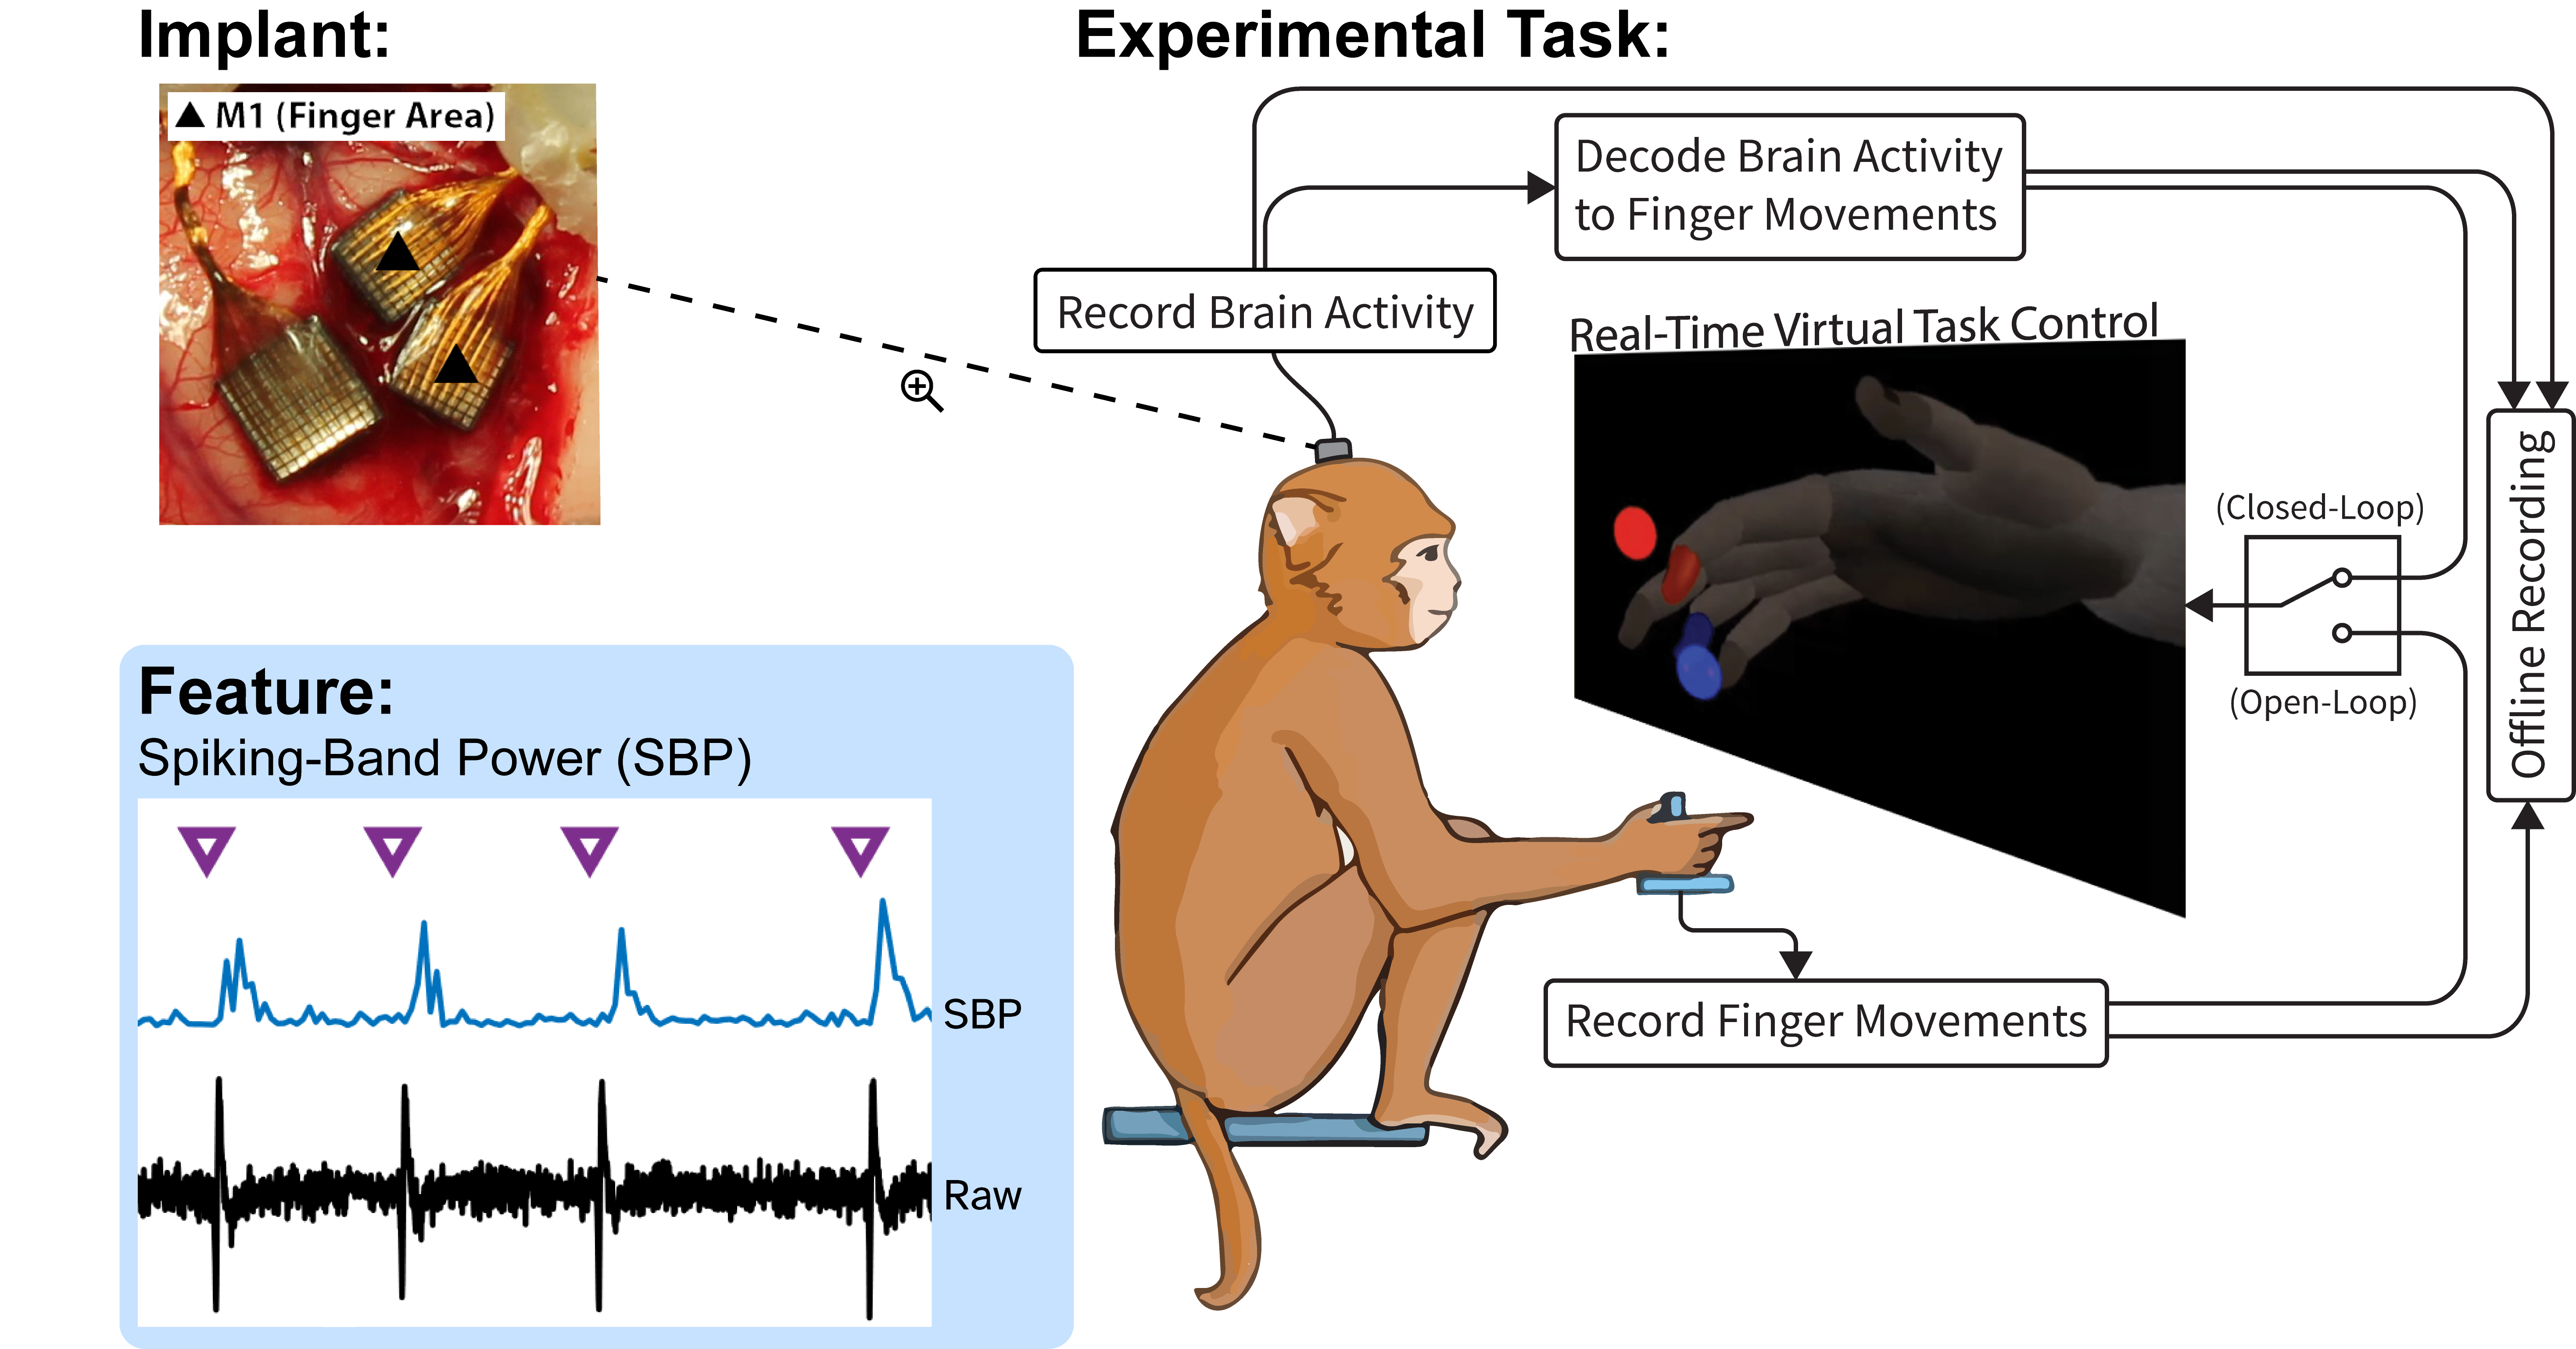 Implant:
▲ M1 (Finger Area)
Experimental Task:
Decode Brain Activity
to Finger Movements
Record Brain Activity
Real-Time Virtual Task Control
(Closed-Loop)
(Open-Loop)
Offline Recording
Record Finger Movements
Feature:
Spiking-Band Power (SBP)
SBP
Raw